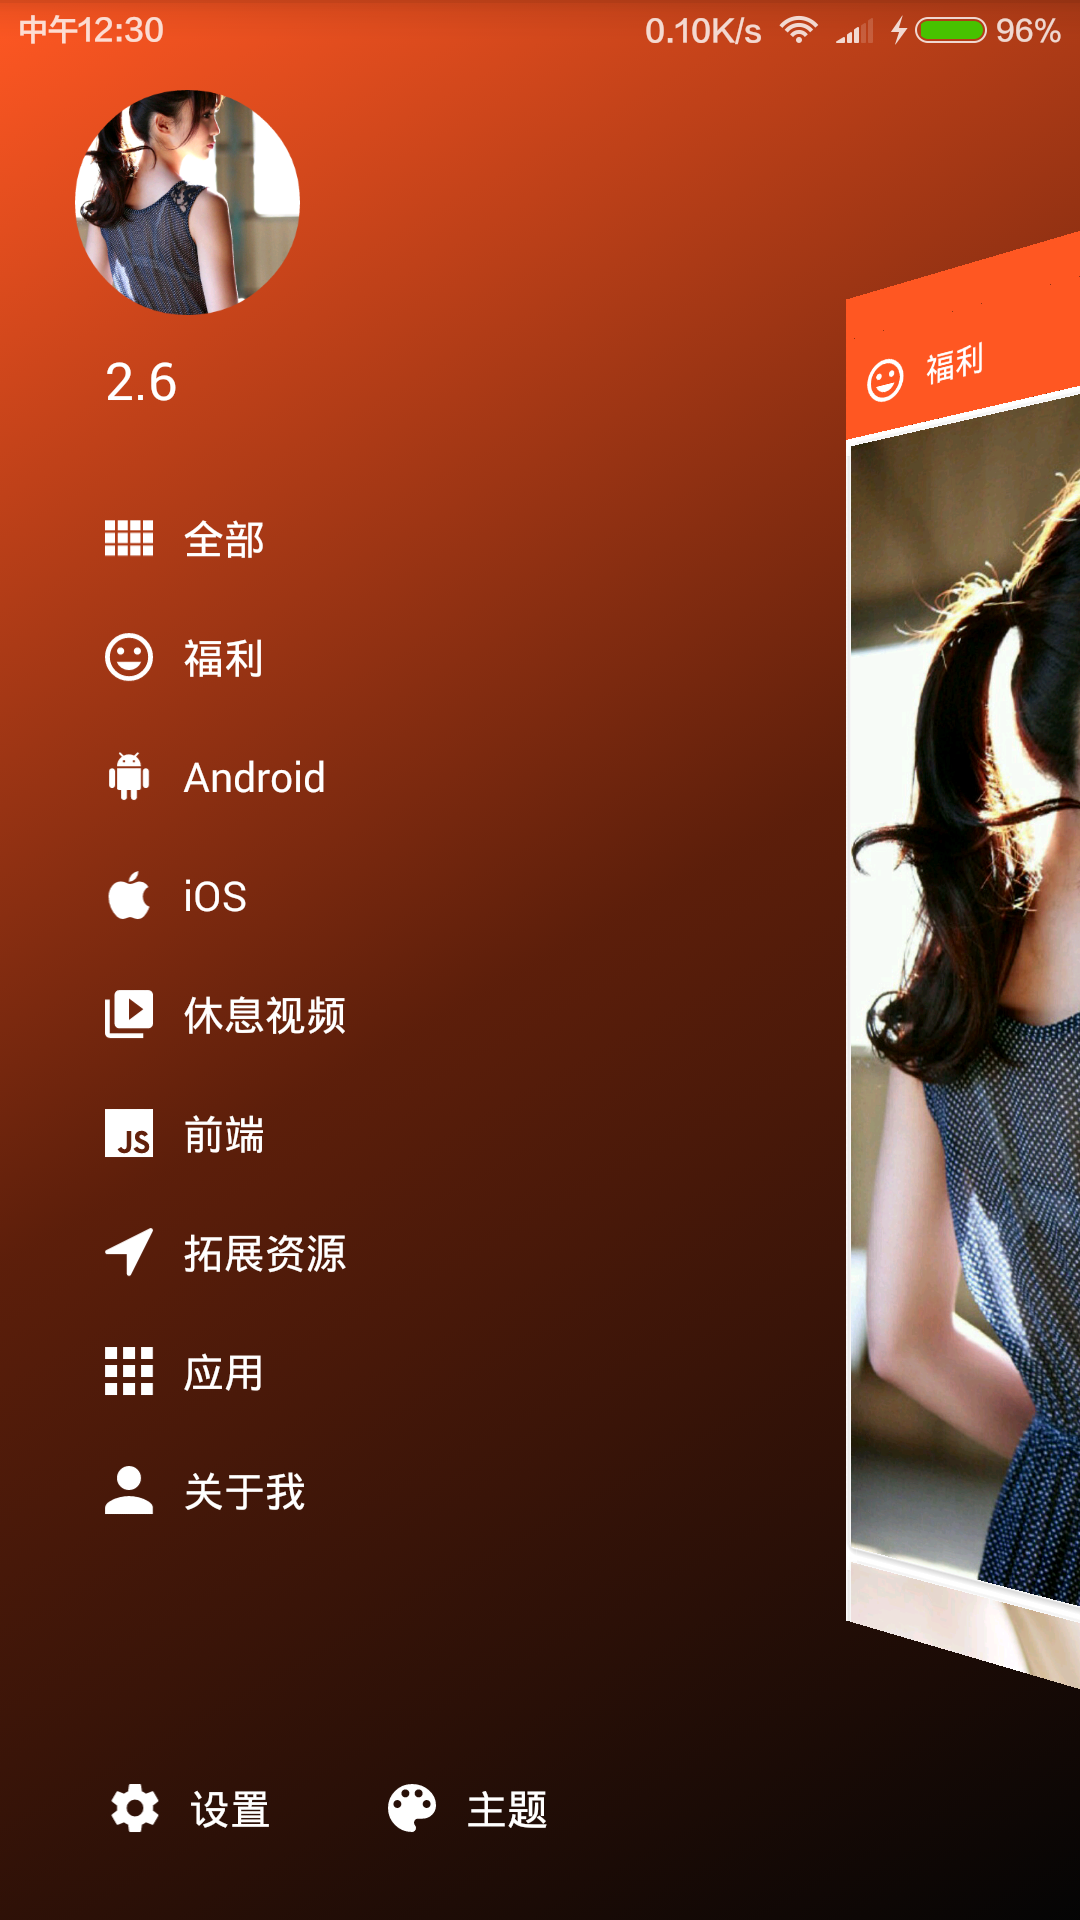 中午12:30 0.10K/s 96%
2.6
福利
全部
福利
Android
iOS
休息视频
JS 前端
拓展资源
应用
关于我
设置 主题